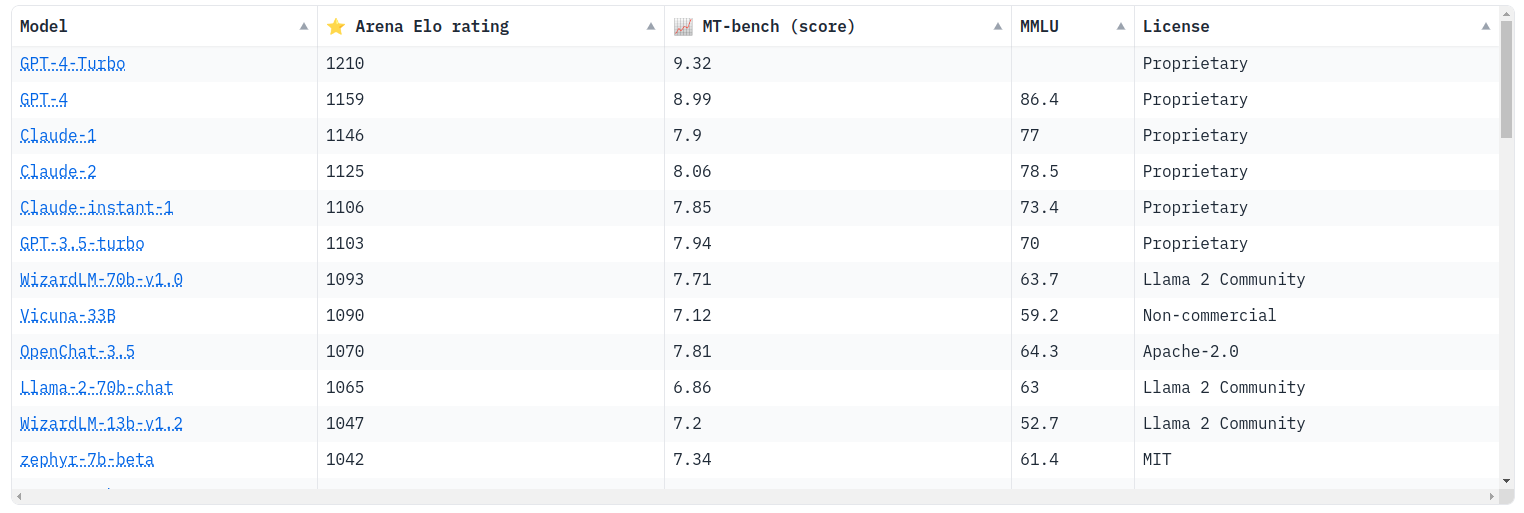 Model ⭐ Arena Elo rating 📈 MT-bench (score) MMLU License
GPT-4-Turbo 1210 9.32 Proprietary
GPT-4 1159 8.99 86.4 Proprietary
Claude-1 1146 7.9 77 Proprietary
Claude-2 1125 8.06 78.5 Proprietary
Claude-instant-1 1106 7.85 73.4 Proprietary
GPT-3.5-turbo 1103 7.94 70 Proprietary
WizardLM-70b-v1.0 1093 7.71 63.7 Llama 2 Community
Vicuna-33B 1090 7.12 59.2 Non-commercial
OpenChat-3.5 1070 7.81 64.3 Apache-2.0
Llama-2-70b-chat 1065 6.86 63 Llama 2 Community
WizardLM-13b-v1.2 1047 7.2 52.7 Llama 2 Community
zephyr-7b-beta 1042 7.34 61.4 MIT